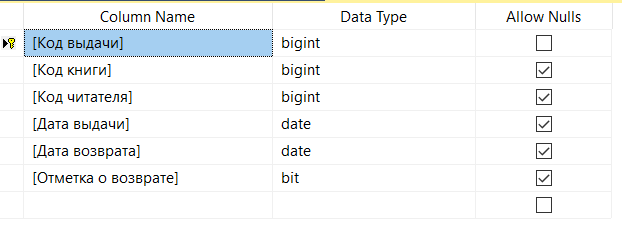 Column Name Data Type Allow Nulls
[Код выдачи] bigint
[Код книги] bigint
[Код читателя] bigint
[Дата выдачи] date
[Дата возврата] date
[Отметка о возврате] bit